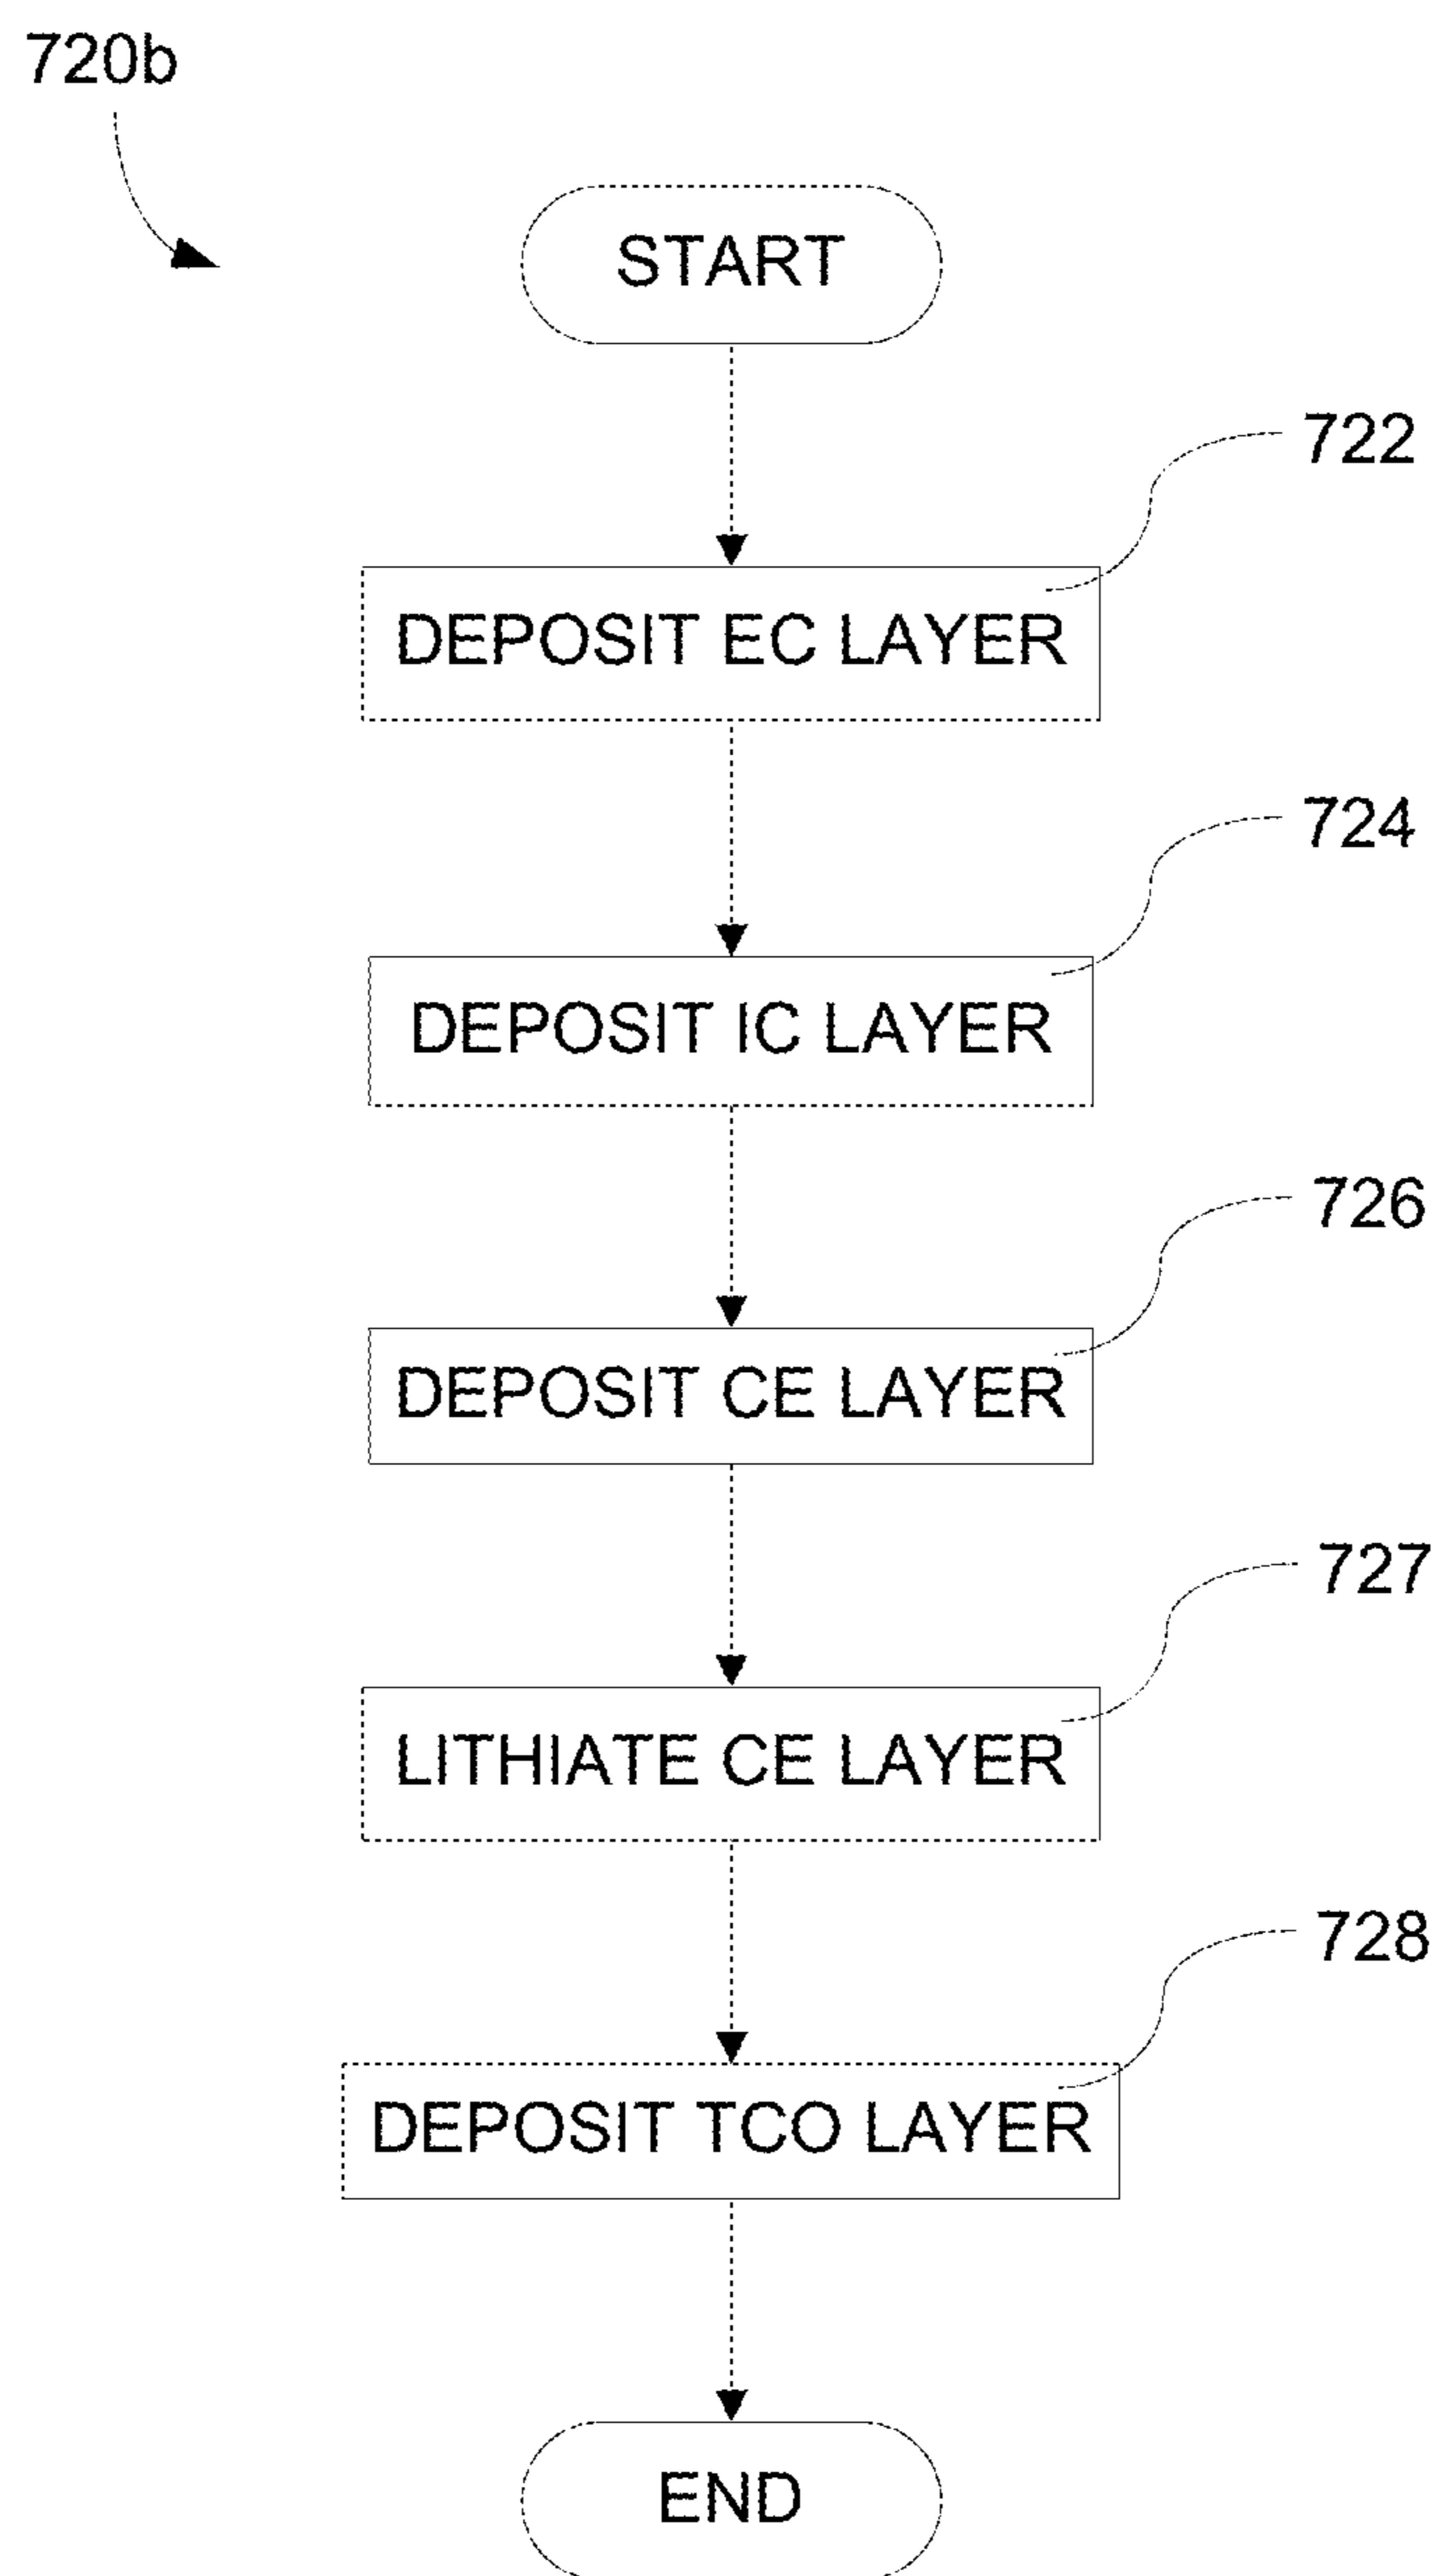 720b
START
722
DEPOSIT EC LAYER
724
DEPOSIT IC LAYER
726
DEPOSIT CE LAYER
727
LITHIATE CE LAYER
728
DEPOSIT TCO LAYER
END